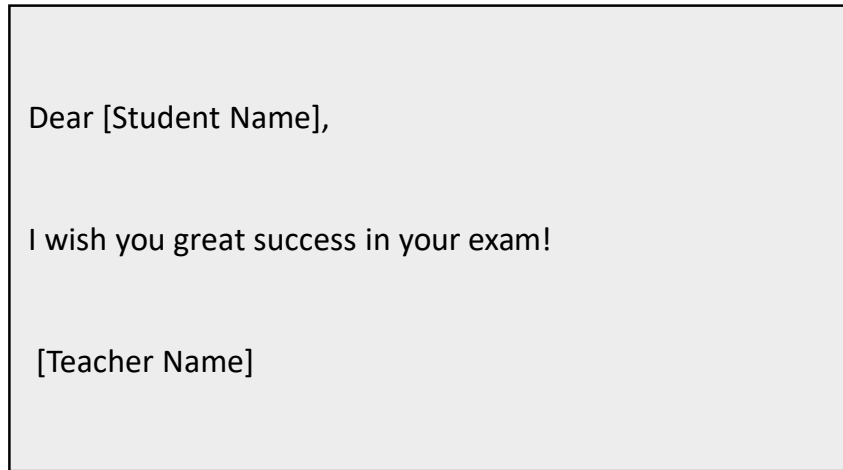 Dear [Student Name],
I wish you great success in your exam!
[Teacher Name]